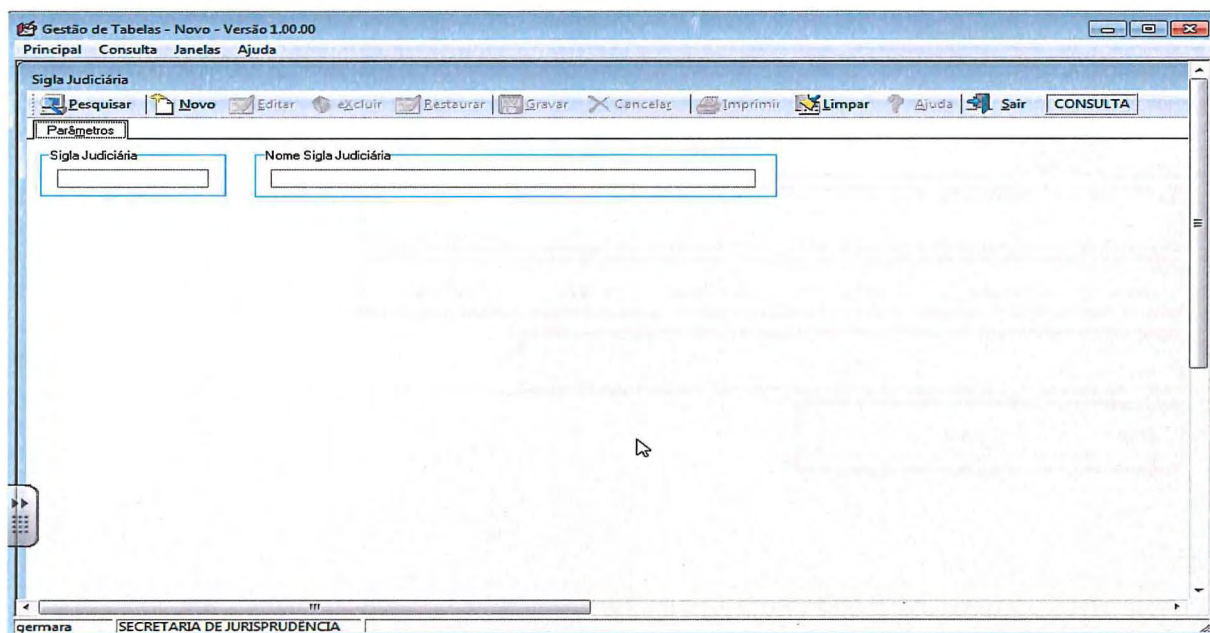 Gestão de Tabelas - Novo - Versão 1.00.00
Principal Consulta Janelas Ajuda
Sigla Judiciária
Pesquisar Novo Editar eXcluir Restaurar Gravar Cancelar Imprimir Limpar Ajuda Sair CONSULTA
Parâmetros
Sigla Judiciária Nome Sigla Judiciária
germara SECRETARIA DE JURISPRUDENCIA